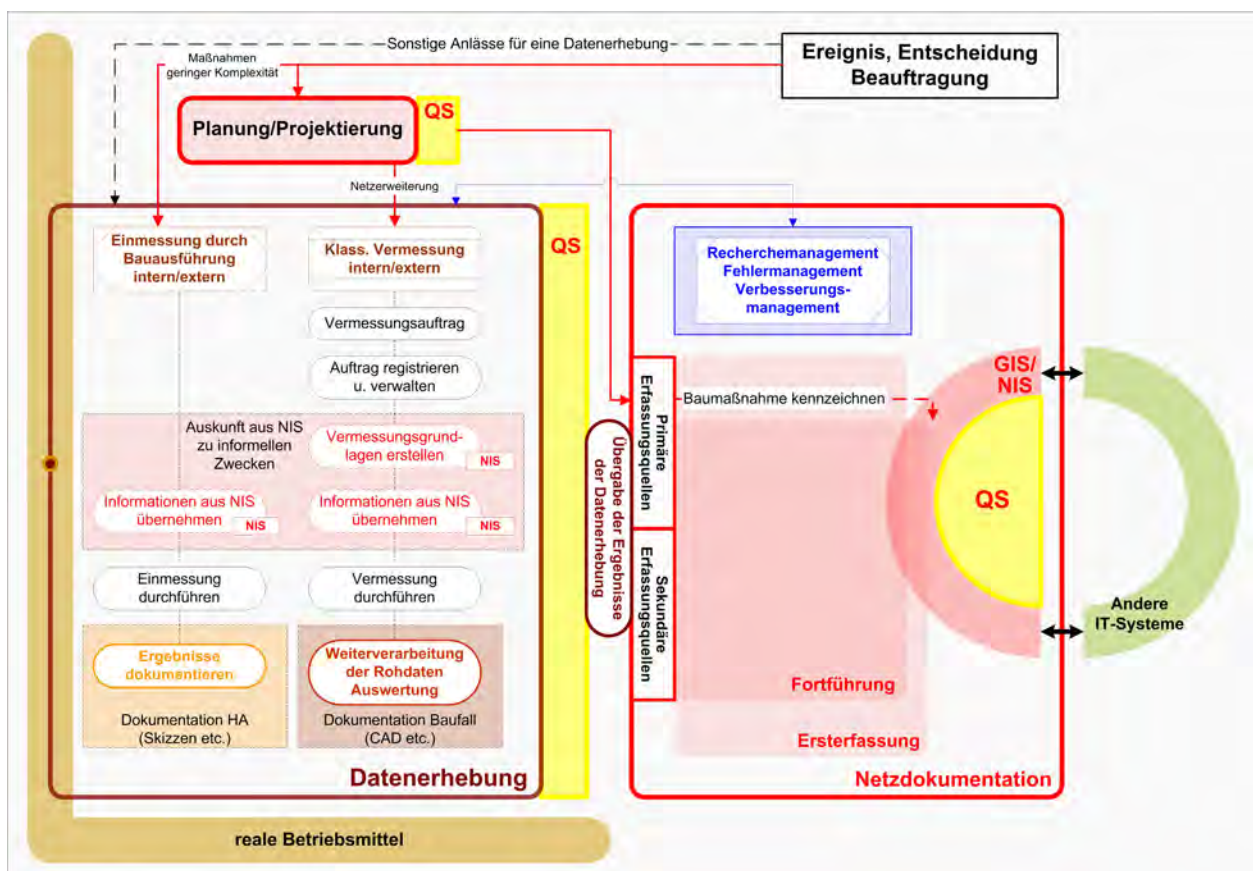 Sonstige Anlässe für eine Datenerhebung
Ereignis, Entscheidung
Beauftragung
Maßnahmen
geringer Komplexität
Planung/Projektierung
QS
Netzerweiterung
Einmessung durch
Bauausführung
intern/extern
Klass. Vermessung
intern/extern
QS
Recherchemanagement
Fehlermanagement
Verbesserungs-
management
Vermessungsauftrag
Auftrag registrieren
u. verwalten
Auskunft aus NIS
zu informellen
Zwecken
Vermessungsgrund-
lagen erstellen
NIS
Informationen aus NIS
übernehmen
NIS
Informationen aus NIS
übernehmen
NIS
Einmessung
durchführen
Vermessung
durchführen
Ergebnisse
dokumentieren
Weiterverarbeitung
der Rohdaten
Auswertung
Dokumentation HA
(Skizzen etc.)
Dokumentation Baufall
(CAD etc.)
Datenerhebung
Übergabe der Ergebnisse
der Datenerhebung
Primäre
Erfassungsquellen
Sekundäre
Erfassungsquellen
Baumaßnahme kennzeichnen
GIS/
NIS
QS
Andere
IT-Systeme
Fortführung
Ersterfassung
Netzdokumentation
reale Betriebsmittel